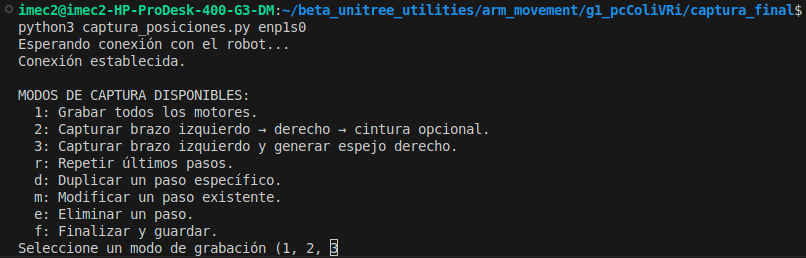 imec2@imec2-HP-ProDesk-400-G3-DM:~/beta_unitree_utilities/arm_movement/g1_pcColiVRi/captura_final$
python3 captura_posiciones.py enp1s0
Esperando conexión con el robot...
Conexión establecida.
MODOS DE CAPTURA DISPONIBLES:
1: Grabar todos los motores.
2: Capturar brazo izquierdo → derecho → cintura opcional.
3: Capturar brazo izquierdo y generar espejo derecho.
r: Repetir últimos pasos.
d: Duplicar un paso específico.
m: Modificar un paso existente.
e: Eliminar un paso.
f: Finalizar y guardar.
Seleccione un modo de grabación (1, 2, 3